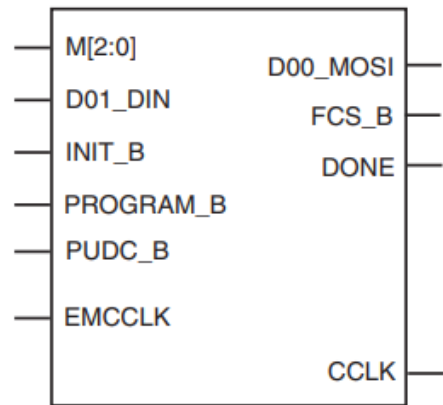 M[2:0]
D01_DIN
INIT_B
PROGRAM_B
PUDC_B
EMCCLK
D00_MOSI
FCS_B
DONE
CCLK